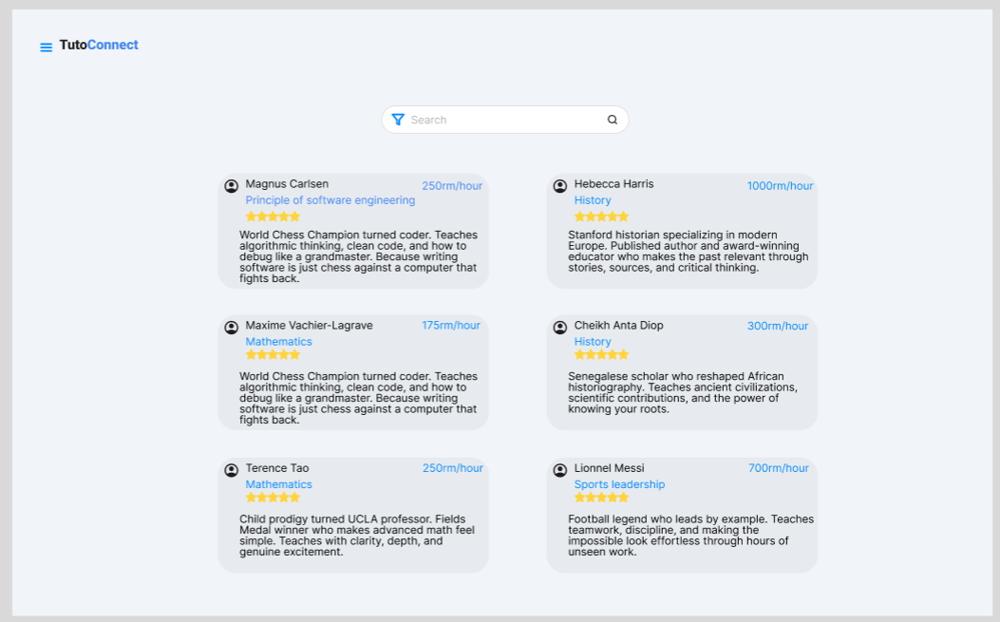 TutoConnect
Search
Magnus Carlsen
250rm/hour
Principle of software engineering
World Chess Champion turned coder. Teaches
algorithmic thinking, clean code, and how to
debug like a grandmaster. Because writing
software is just chess against a computer that
fights back.
Hebecca Harris
1000rm/hour
History
Stanford historian specializing in modern
Europe. Published author and award-winning
educator who makes the past relevant through
stories, sources, and critical thinking.
Maxime Vachier-Lagrave
175rm/hour
Mathematics
World Chess Champion turned coder. Teaches
algorithmic thinking, clean code, and how to
debug like a grandmaster. Because writing
software is just chess against a computer that
fights back.
Cheikh Anta Diop
300rm/hour
History
Senegalese scholar who reshaped African
historiography. Teaches ancient civilizations,
scientific contributions, and the power of
knowing your roots.
Terence Tao
250rm/hour
Mathematics
Child prodigy turned UCLA professor. Fields
Medal winner who makes advanced math feel
simple. Teaches with clarity, depth, and
genuine excitement.
Lionnel Messi
700rm/hour
Sports leadership
Football legend who leads by example. Teaches
teamwork, discipline, and making the
impossible look effortless through hours of
unseen work.